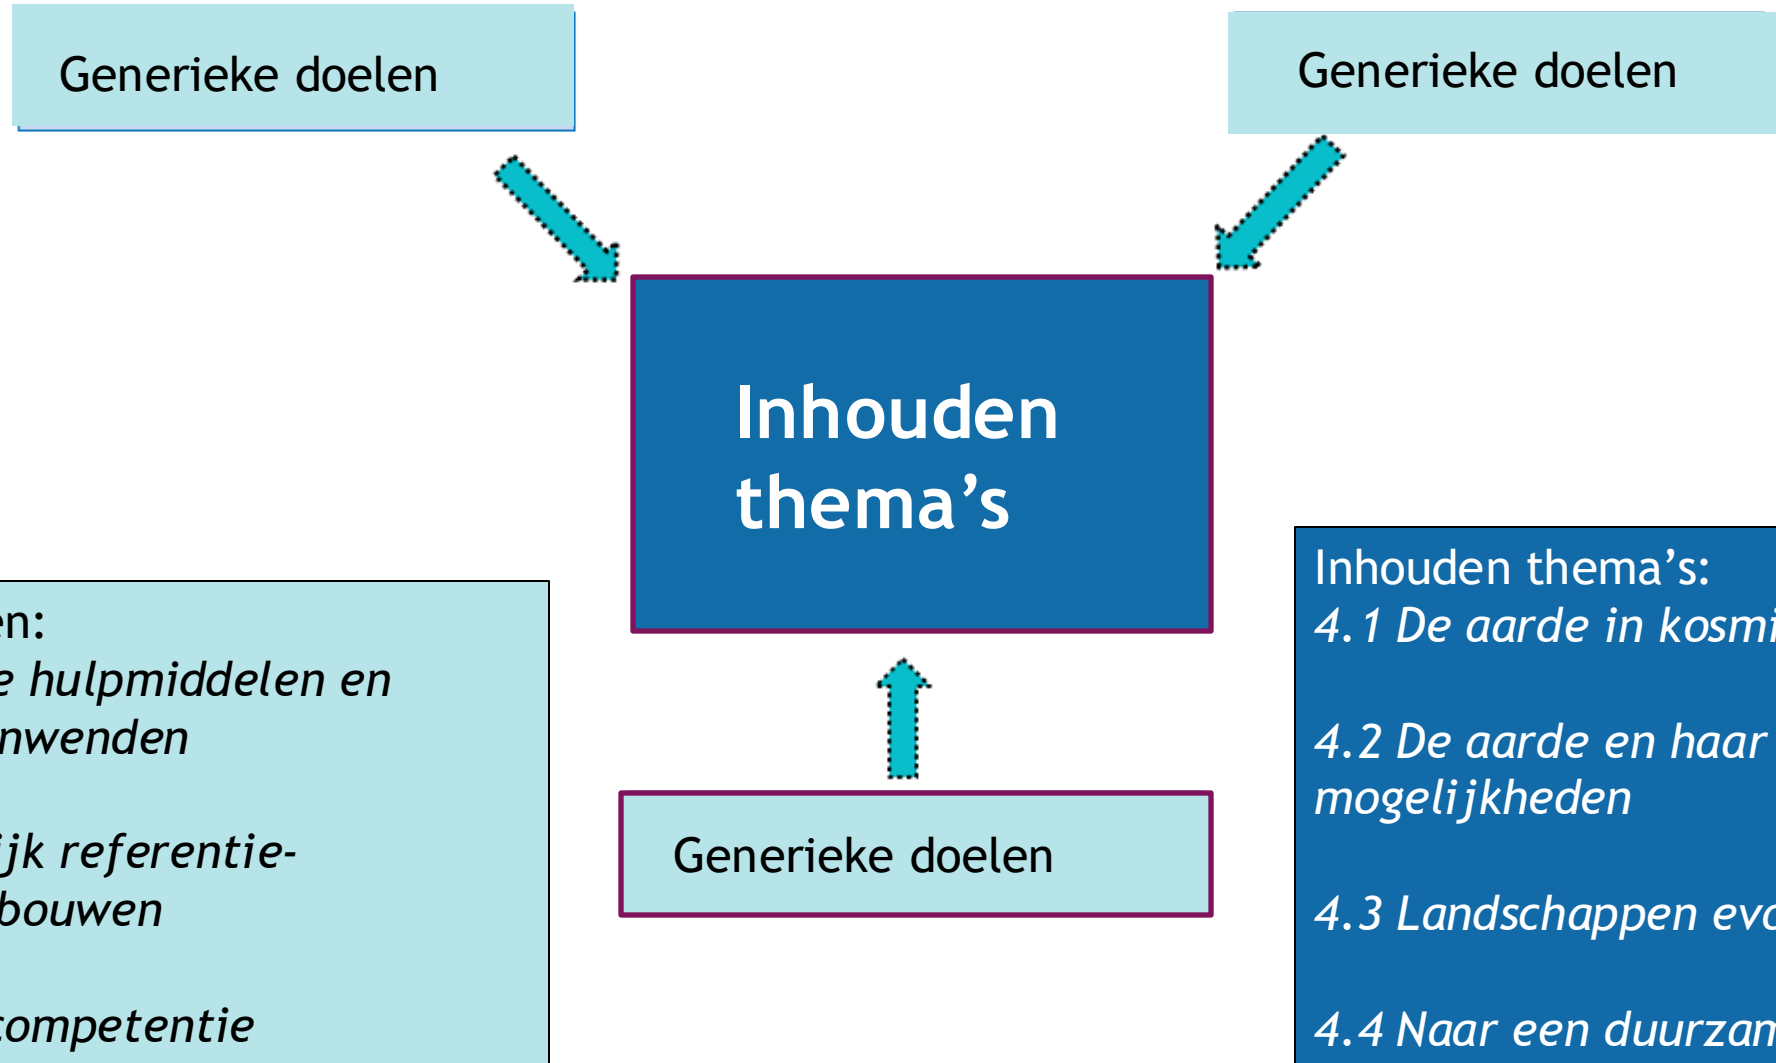 Generieke doelen
Generieke doelen
Inhouden
thema’s
Generieke doelen
en:
e hulpmiddelen en
nwenden
ijk referentie-
bouwen
competentie
Inhouden thema’s:
4.1 De aarde in kosmi
4.2 De aarde en haar
mogelijkheden
4.3 Landschappen evo
4.4 Naar een duurzam